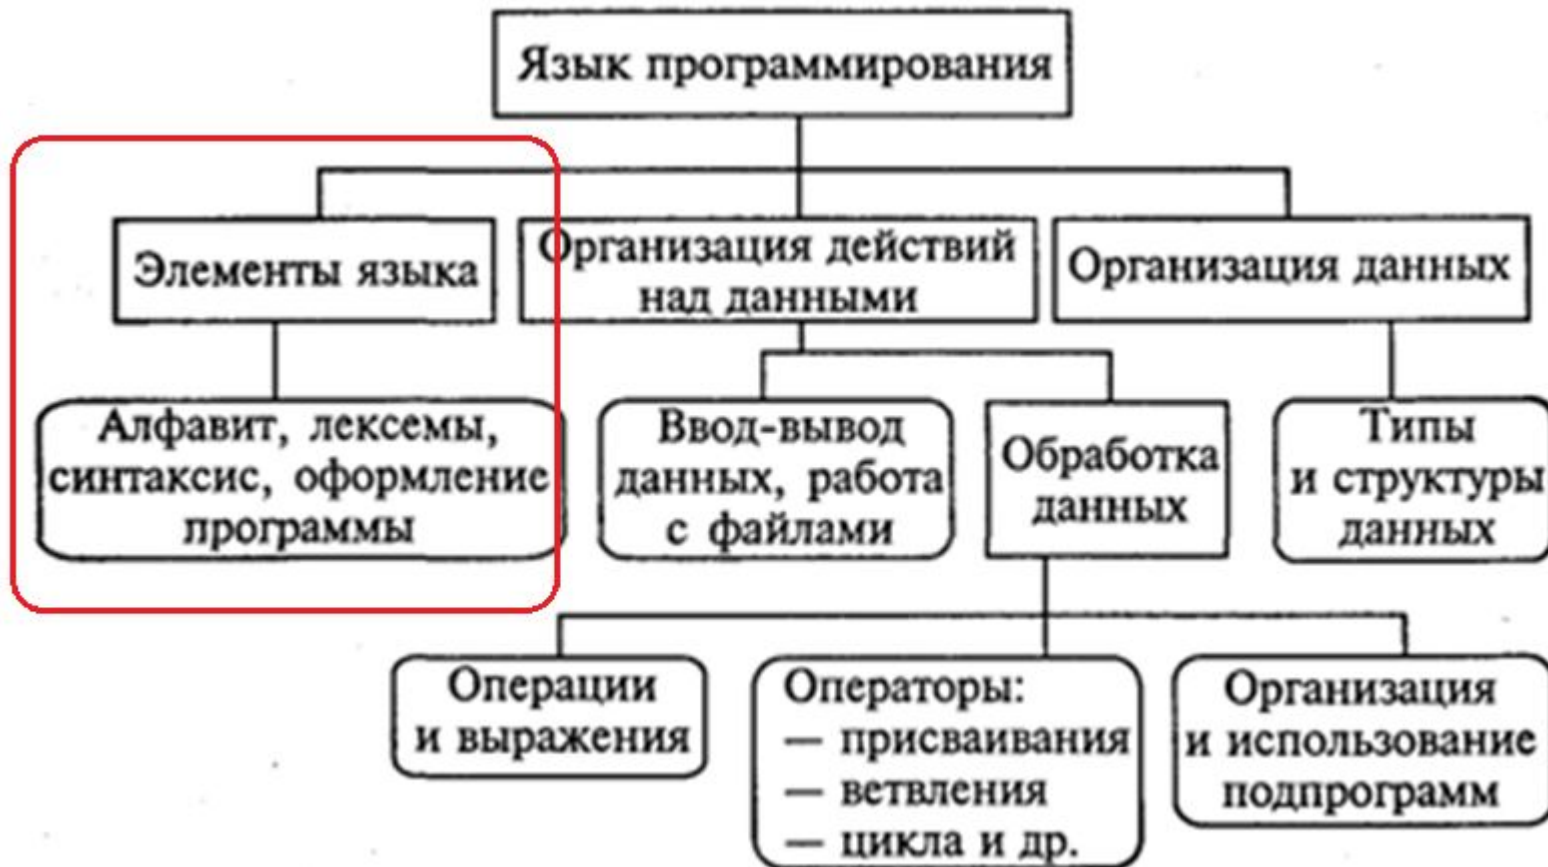 Язык программирования
Элементы языка
Организация действий
над данными
Организация данных
Алфавит, лексемы,
синтаксис, оформление
программы
Ввод-вывод
данных, работа
с файлами
Обработка
данных
Типы
и структуры
данных
Операции
и выражения
Операторы:
— присваивания
— ветвления
— цикла и др.
Организация
и использование
подпрограмм